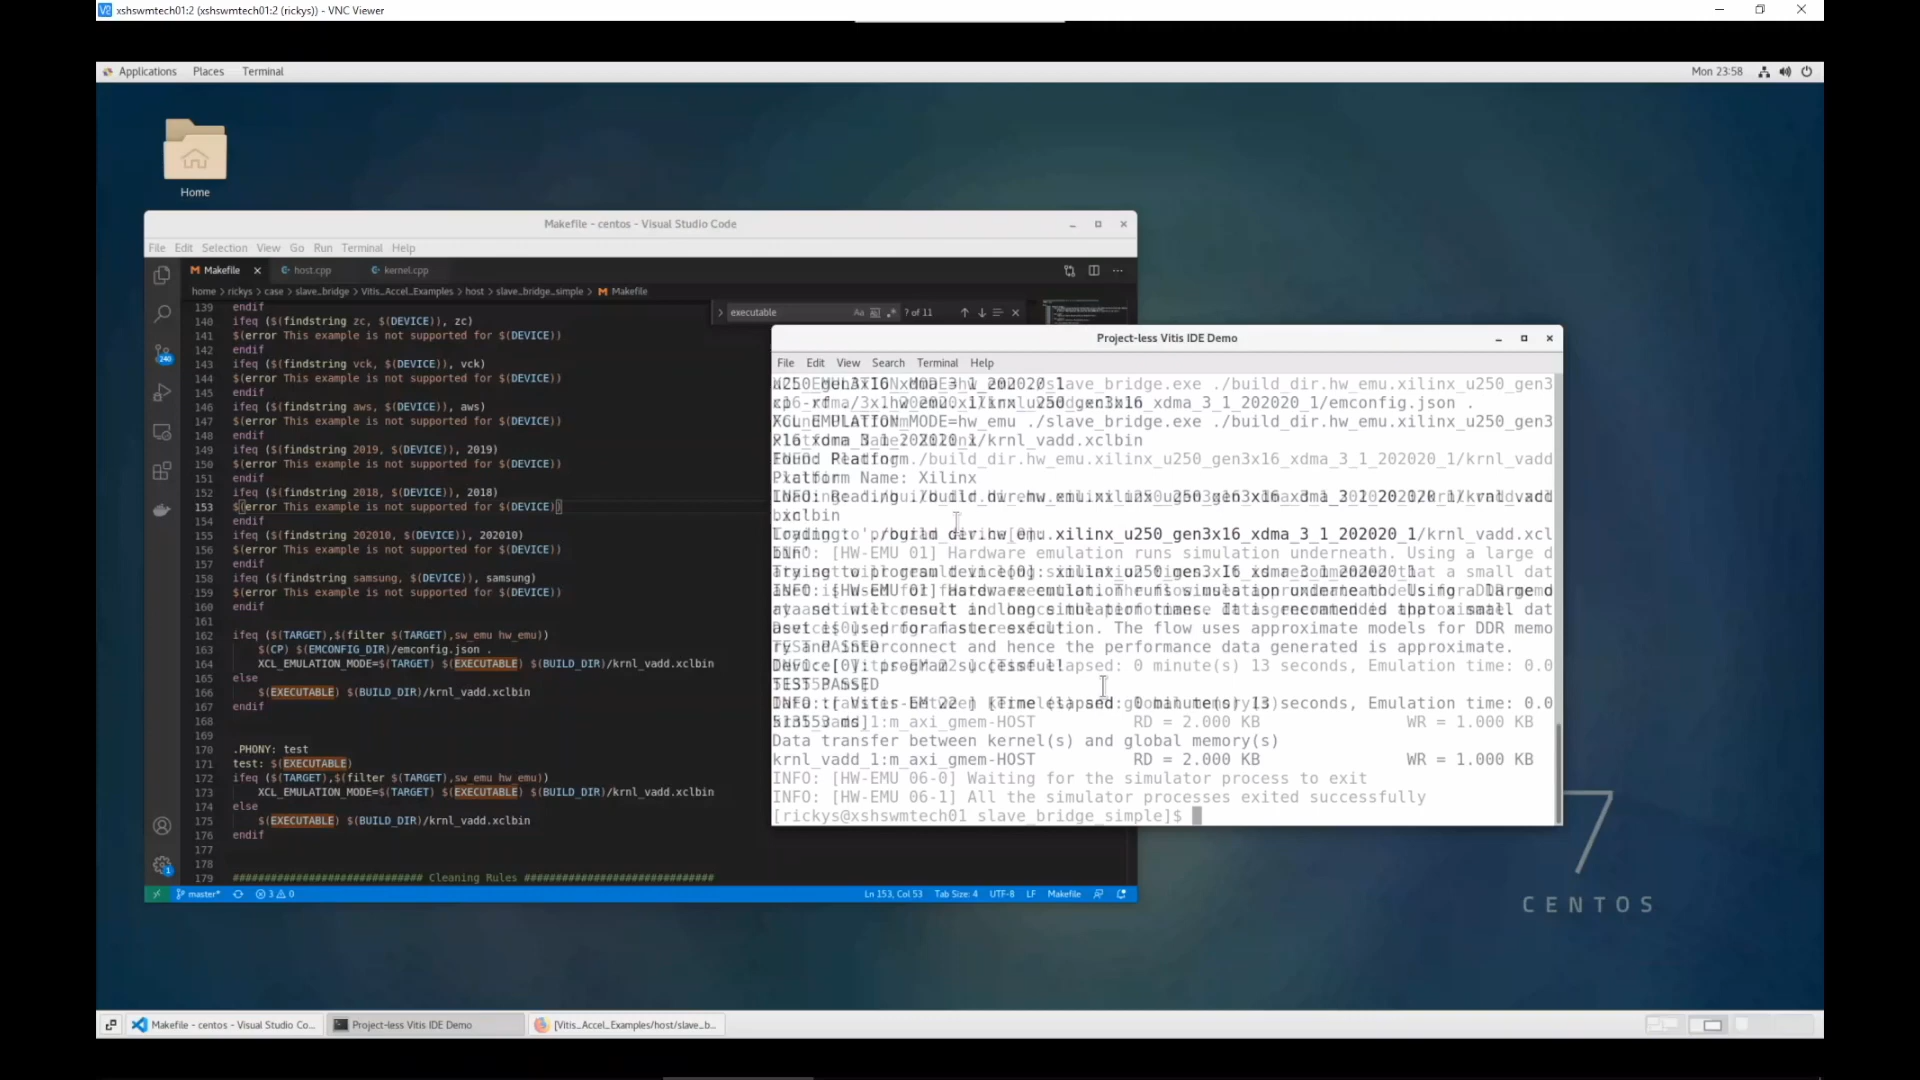 xshswmtech01:2 (xshswmtech01:2 (rickys)) - VNC Viewer
Applications Places Terminal
Mon 23:58
Home
Makefile - centos - Visual Studio Code
File Edit Selection View Go Run Terminal Help
Makefile host.cpp kernel.cpp
home › rickys › case › slave_bridge › Vitis_Accel_Examples › host › slave_bridge_simple › Makefile
executable
? of 11
139 endif
140 ifeq ($(findstring zc, $(DEVICE)), zc)
141 $(error This example is not supported for $(DEVICE))
142 endif
143 ifeq ($(findstring vck, $(DEVICE)), vck)
144 $(error This example is not supported for $(DEVICE))
145 endif
146 ifeq ($(findstring aws, $(DEVICE)), aws)
147 $(error This example is not supported for $(DEVICE))
148 endif
149 ifeq ($(findstring 2019, $(DEVICE)), 2019)
150 $(error This example is not supported for $(DEVICE))
151 endif
152 ifeq ($(findstring 2018, $(DEVICE)), 2018)
153 $(error This example is not supported for $(DEVICE))
154 endif
155 ifeq ($(findstring 202010, $(DEVICE)), 202010)
156 $(error This example is not supported for $(DEVICE))
157 endif
158 ifeq ($(findstring samsung, $(DEVICE)), samsung)
159 $(error This example is not supported for $(DEVICE))
160 endif
161
162 ifeq ($(TARGET),$(filter $(TARGET),sw_emu hw_emu))
163 $(CP) $(EMCONFIG_DIR)/emconfig.json .
164 XCL_EMULATION_MODE=$(TARGET) $(EXECUTABLE) $(BUILD_DIR)/krnl_vadd.xclbin
165 else
166 $(EXECUTABLE) $(BUILD_DIR)/krnl_vadd.xclbin
167 endif
168
169
170 .PHONY: test
171 test: $(EXECUTABLE)
172 ifeq ($(TARGET),$(filter $(TARGET),sw_emu hw_emu))
173 XCL_EMULATION_MODE=$(TARGET) $(EXECUTABLE) $(BUILD_DIR)/krnl_vadd.xclbin
174 else
175 $(EXECUTABLE) $(BUILD_DIR)/krnl_vadd.xclbin
176 endif
177
178
179 ############################# Cleaning Rules #############################
master* 3 0
Ln 153, Col 53 Tab Size: 4 UTF-8 LF Makefile
Project-less Vitis IDE Demo
File Edit View Search Terminal Help
XCL_EMULATION_MODE=hw_emu ./slave_bridge.exe ./build_dir.hw_emu.xilinx_u250_gen3
Found Platform
Platform Name: Xilinx
.xclbin
TEST PASSED
Data transfer between kernel(s) and global memory(s)
krnl_vadd_1:m_axi_gmem-HOST RD = 2.000 KB WR = 1.000 KB
INFO: [HW-EMU 06-0] Waiting for the simulator process to exit
INFO: [HW-EMU 06-1] All the simulator processes exited successfully
[rickys@xshswmtech01 slave_bridge_simple]$
7
CENTOS
Makefile - centos - Visual Studio Co...
Project-less Vitis IDE Demo
[Vitis_Accel_Examples/host/slave_b...